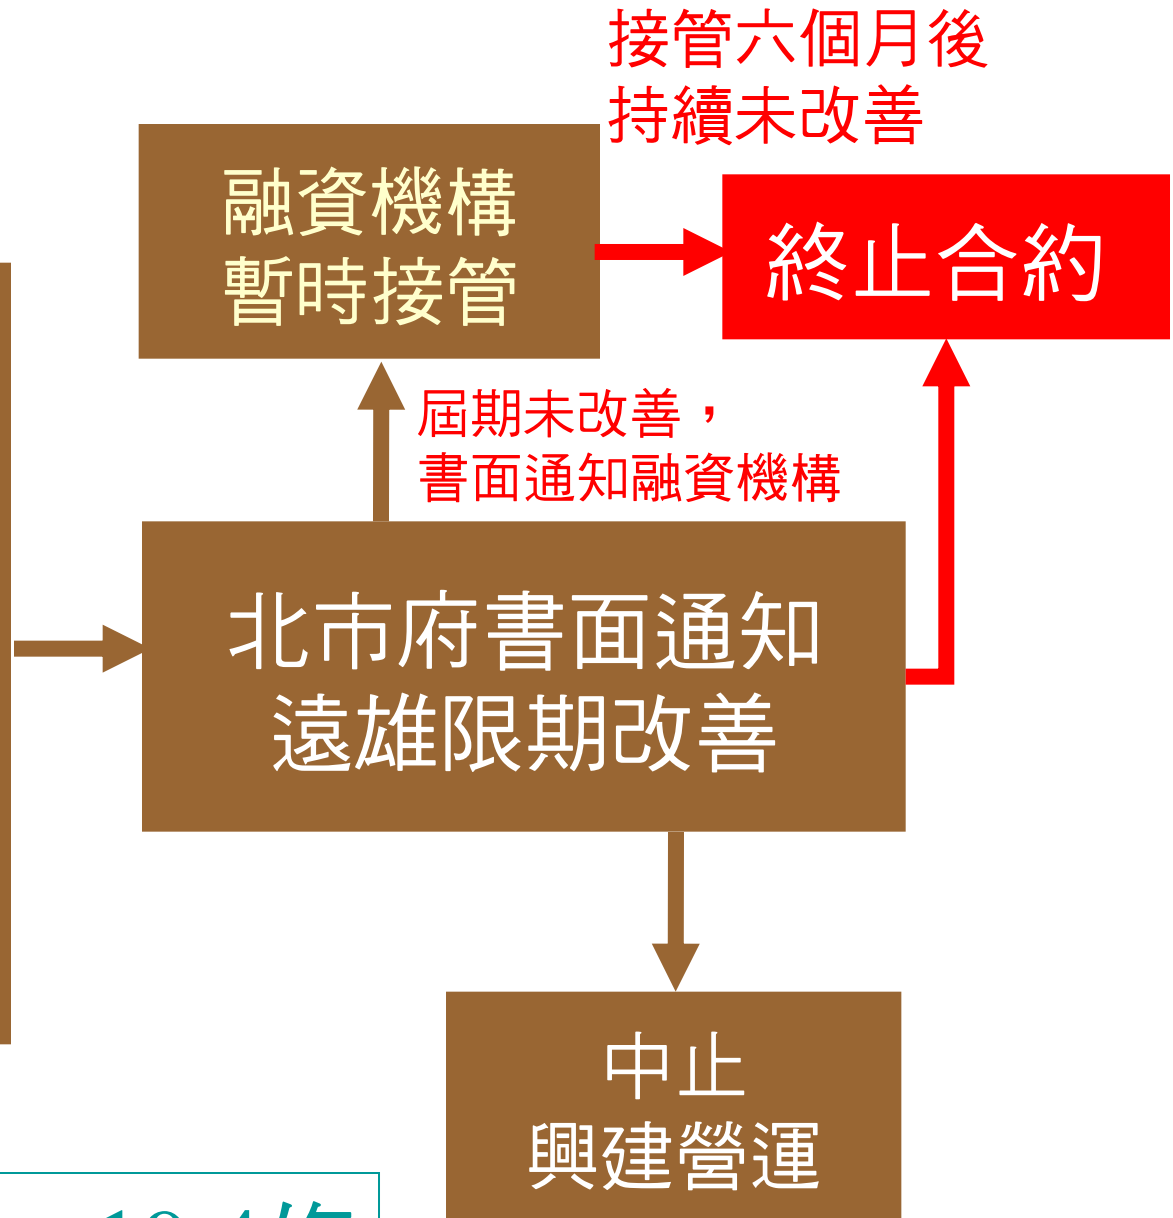 接管六個月後
持續未改善
融資機構
暫時接管
終止合約
屆期未改善，
書面通知融資機構
北市府書面通知
遠雄限期改善
中止
興建營運